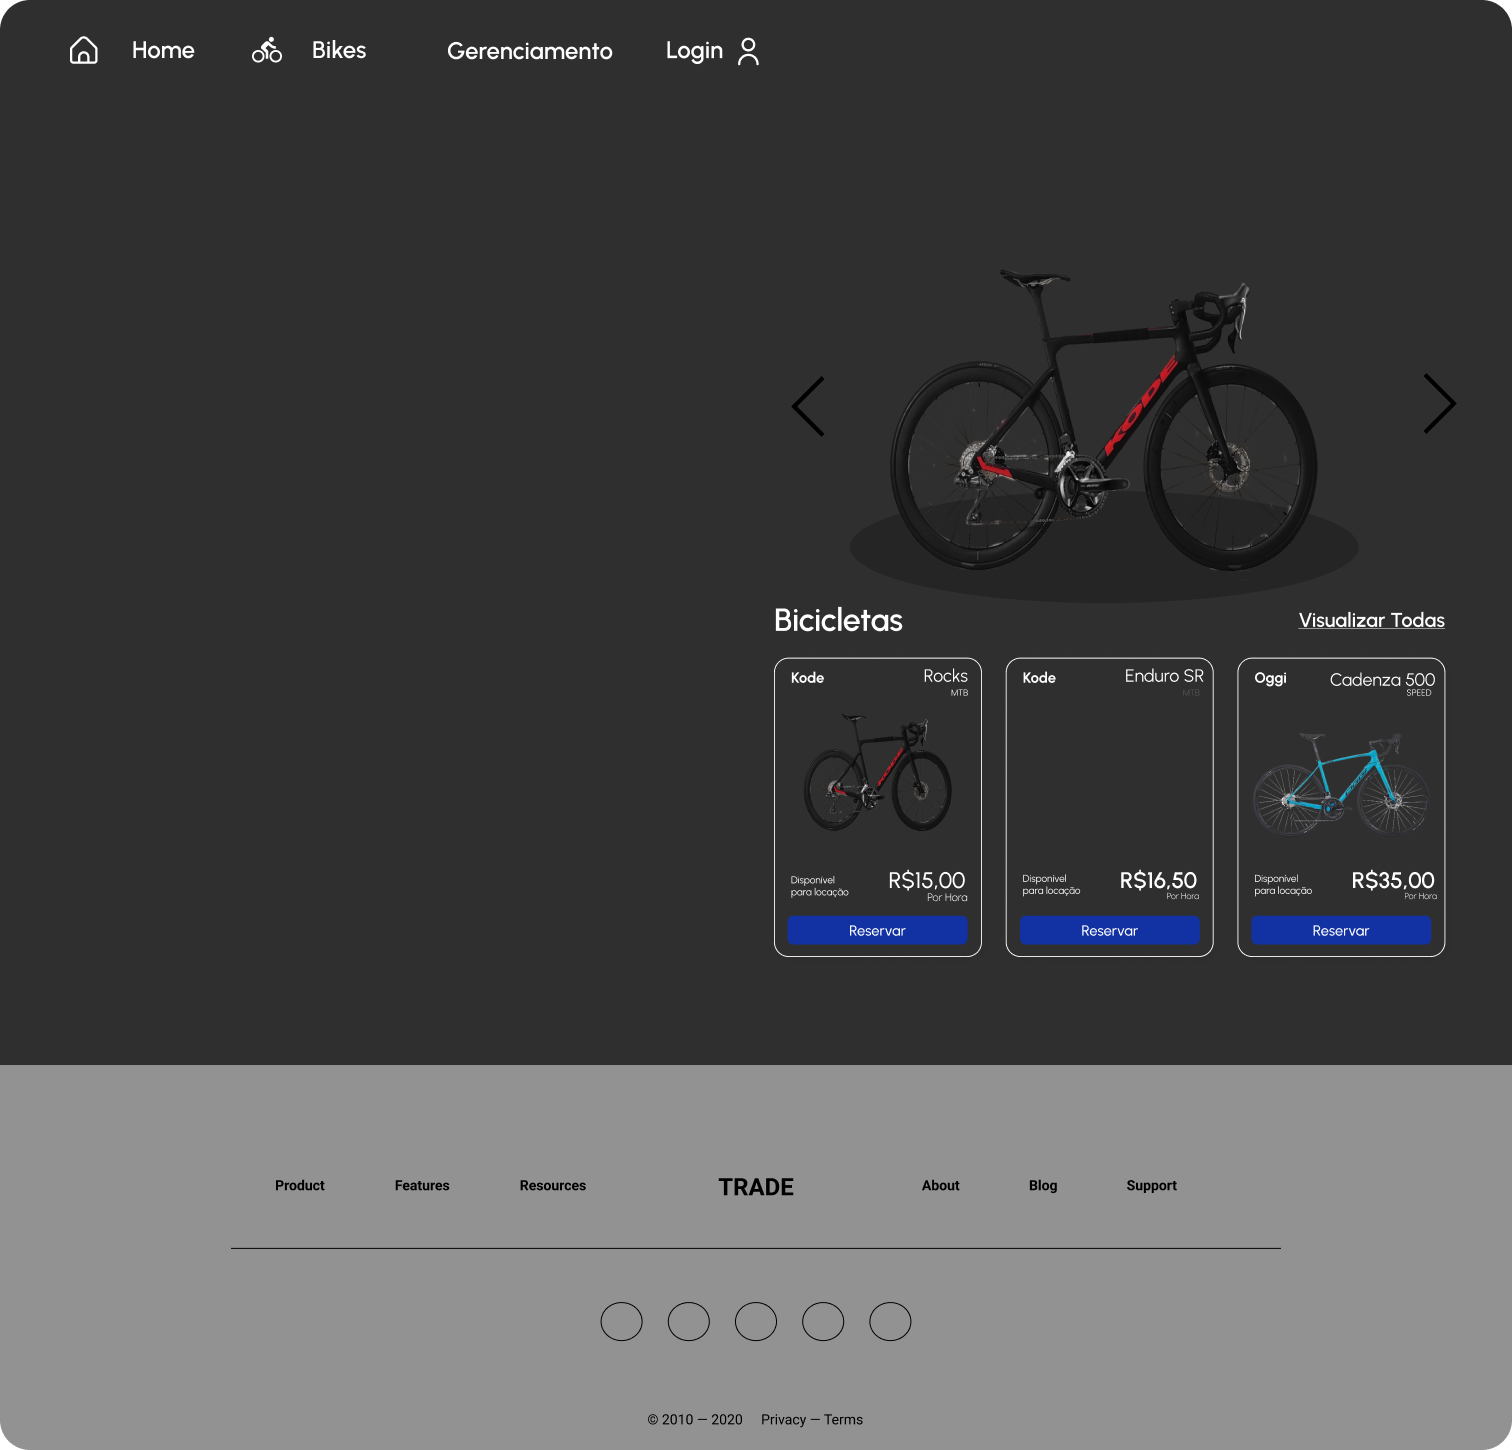 Home
Bikes
Gerenciamento
Login
KODE
Bicicletas
Visualizar Todas
Kode
Rocks
MTB
Disponível
para locação
R$15,00
Por Hora
Reservar
Kode
Enduro SR
MTB
Disponivel
para locação
R$16,50
Por Hora
Reservar
Oggi
Cadenza 500
SPEED
Disponivel
para locação
R$35,00
Por Hora
Reservar
Product
Features
Resources
TRADE
About
Blog
Support
© 2010 — 2020
Privacy — Terms